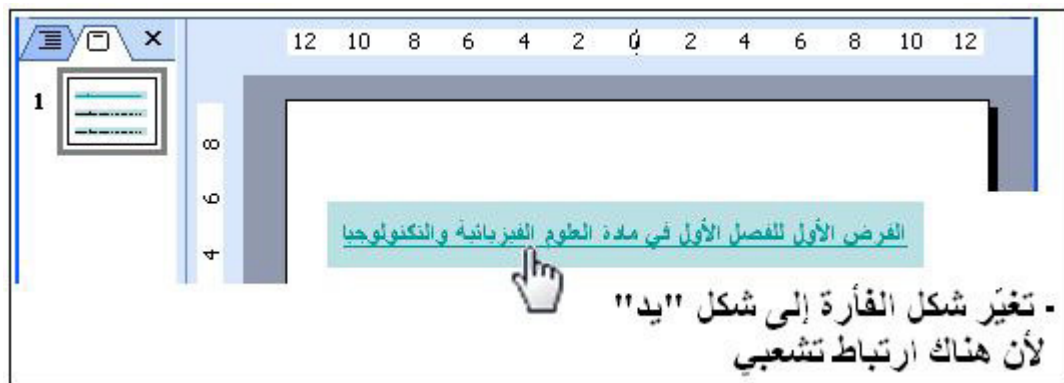 12 10 8 6 4 2 0 2 4 6 8 10 12
1
8
6
4
الفرض الأول للفصل الأول في مادة العلوم الفيزيائية والتكنولوجيا
- تغيّر شكل الفأرة إلى شكل "يد"
لأن هناك ارتباط تشعبي